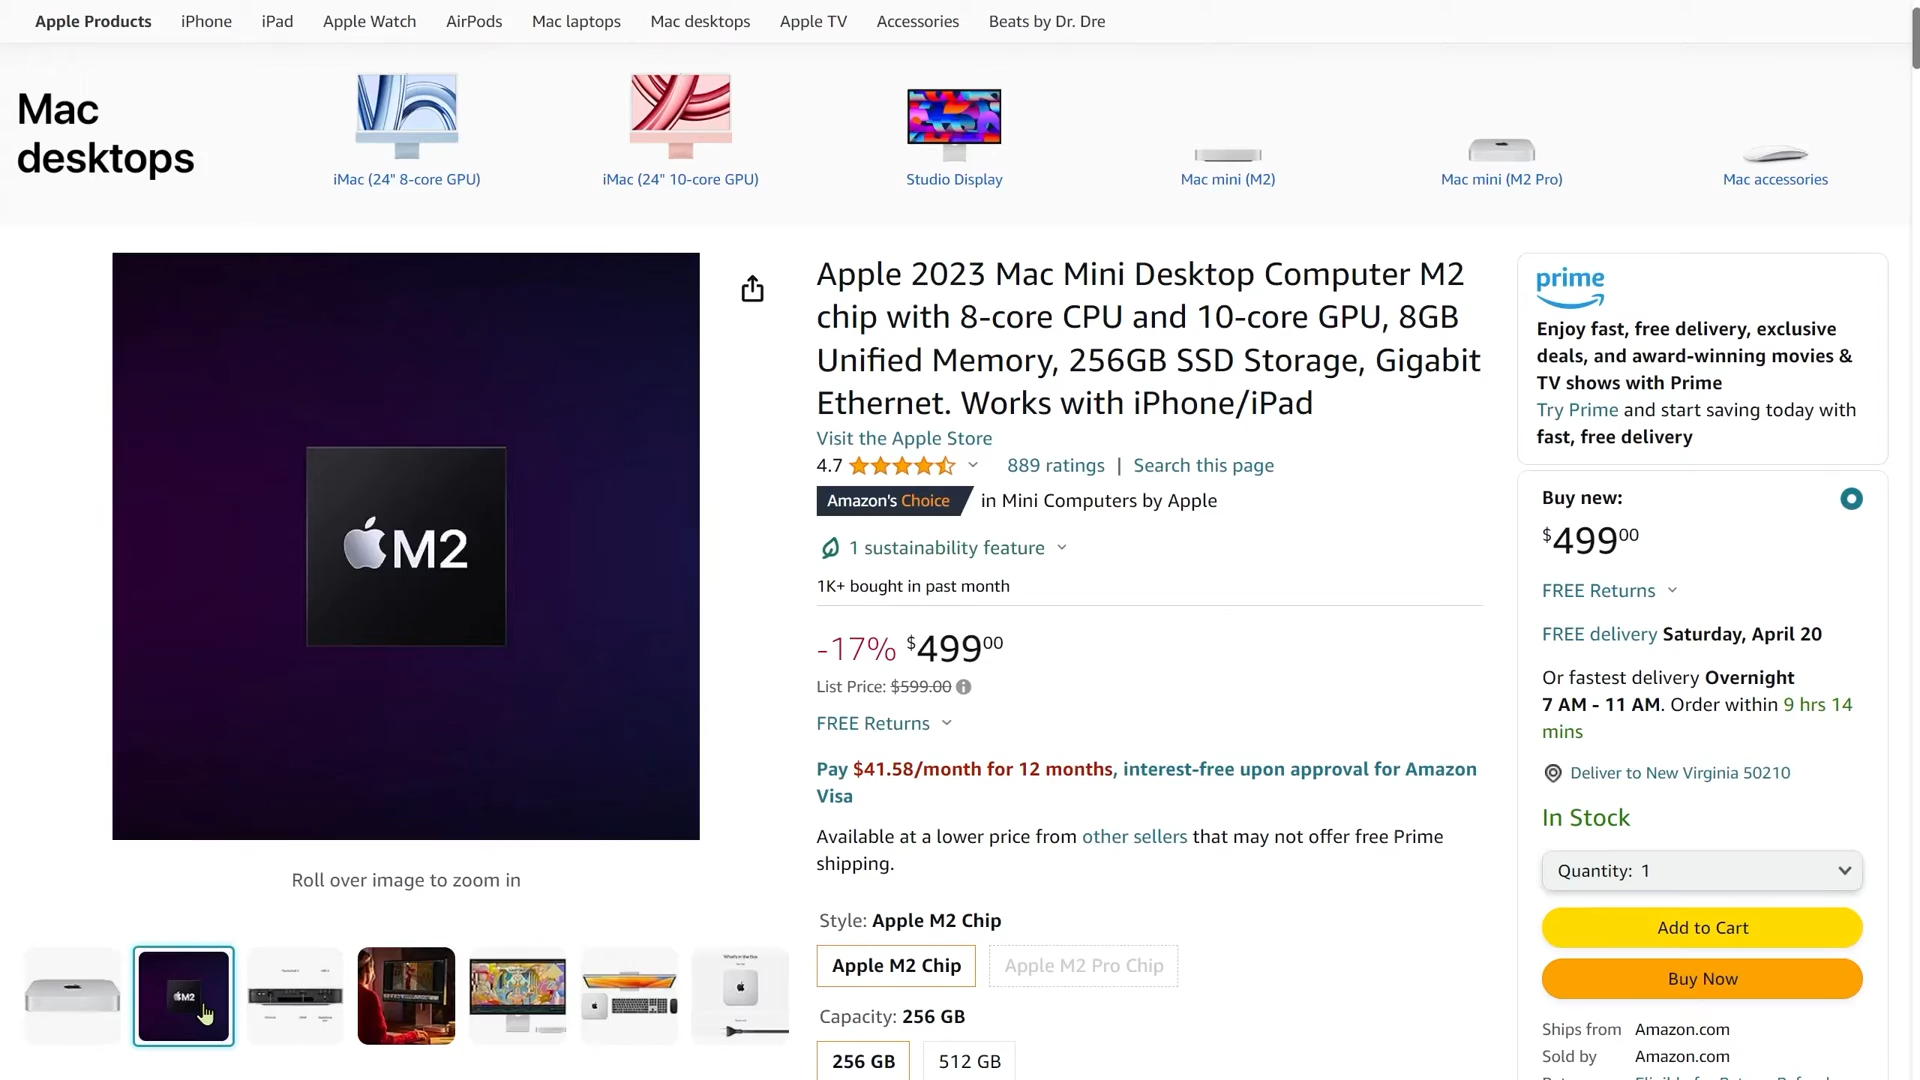 Apple Products iPhone iPad Apple Watch AirPods Mac laptops Mac desktops Apple TV Accessories Beats by Dr. Dre
Mac
desktops
iMac (24" 8-core GPU)
iMac (24" 10-core GPU)
Studio Display
Mac mini (M2)
Mac mini (M2 Pro)
Mac accessories
M2
Roll over image to zoom in
M2
What's in the Box
Apple 2023 Mac Mini Desktop Computer M2
chip with 8-core CPU and 10-core GPU, 8GB
Unified Memory, 256GB SSD Storage, Gigabit
Ethernet. Works with iPhone/iPad
Visit the Apple Store
4.7 889 ratings | Search this page
Amazon's Choice in Mini Computers by Apple
1 sustainability feature
1K+ bought in past month
-17% $49900
List Price: $599.00
FREE Returns
Pay $41.58/month for 12 months, interest-free upon approval for Amazon
Visa
Available at a lower price from other sellers that may not offer free Prime
shipping.
Style: Apple M2 Chip
Apple M2 Chip Apple M2 Pro Chip
Capacity: 256 GB
256 GB 512 GB
prime
Enjoy fast, free delivery, exclusive
deals, and award-winning movies &
TV shows with Prime
Try Prime and start saving today with
fast, free delivery
Buy new:
$49900
FREE Returns
FREE delivery Saturday, April 20
Or fastest delivery Overnight
7 AM - 11 AM. Order within 9 hrs 14
mins
Deliver to New Virginia 50210
In Stock
Quantity: 1
Add to Cart
Buy Now
Ships from Amazon.com
Sold by Amazon.com